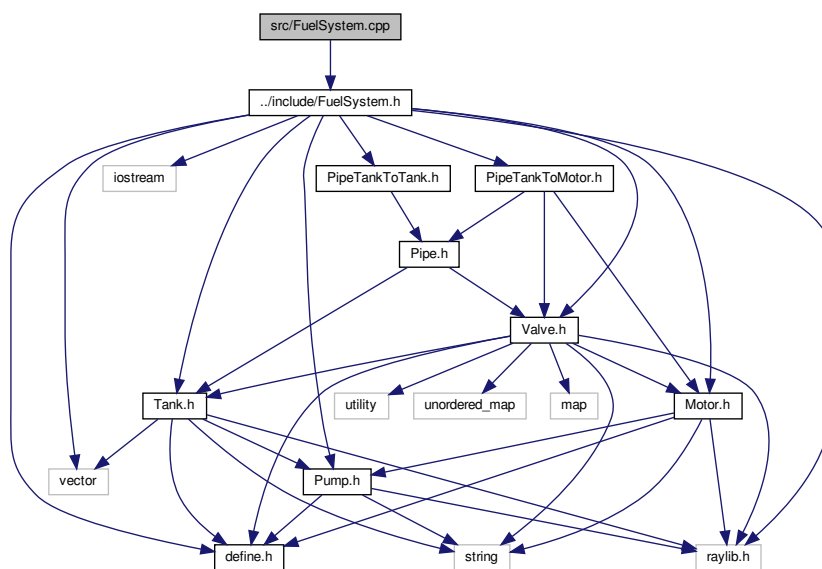 src/FuelSystem.cpp
../include/FuelSystem.h
iostream
PipeTankToTank.h
PipeTankToMotor.h
Pipe.h
Valve.h
Tank.h
utility
unordered_map
map
Motor.h
vector
Pump.h
define.h
string
raylib.h